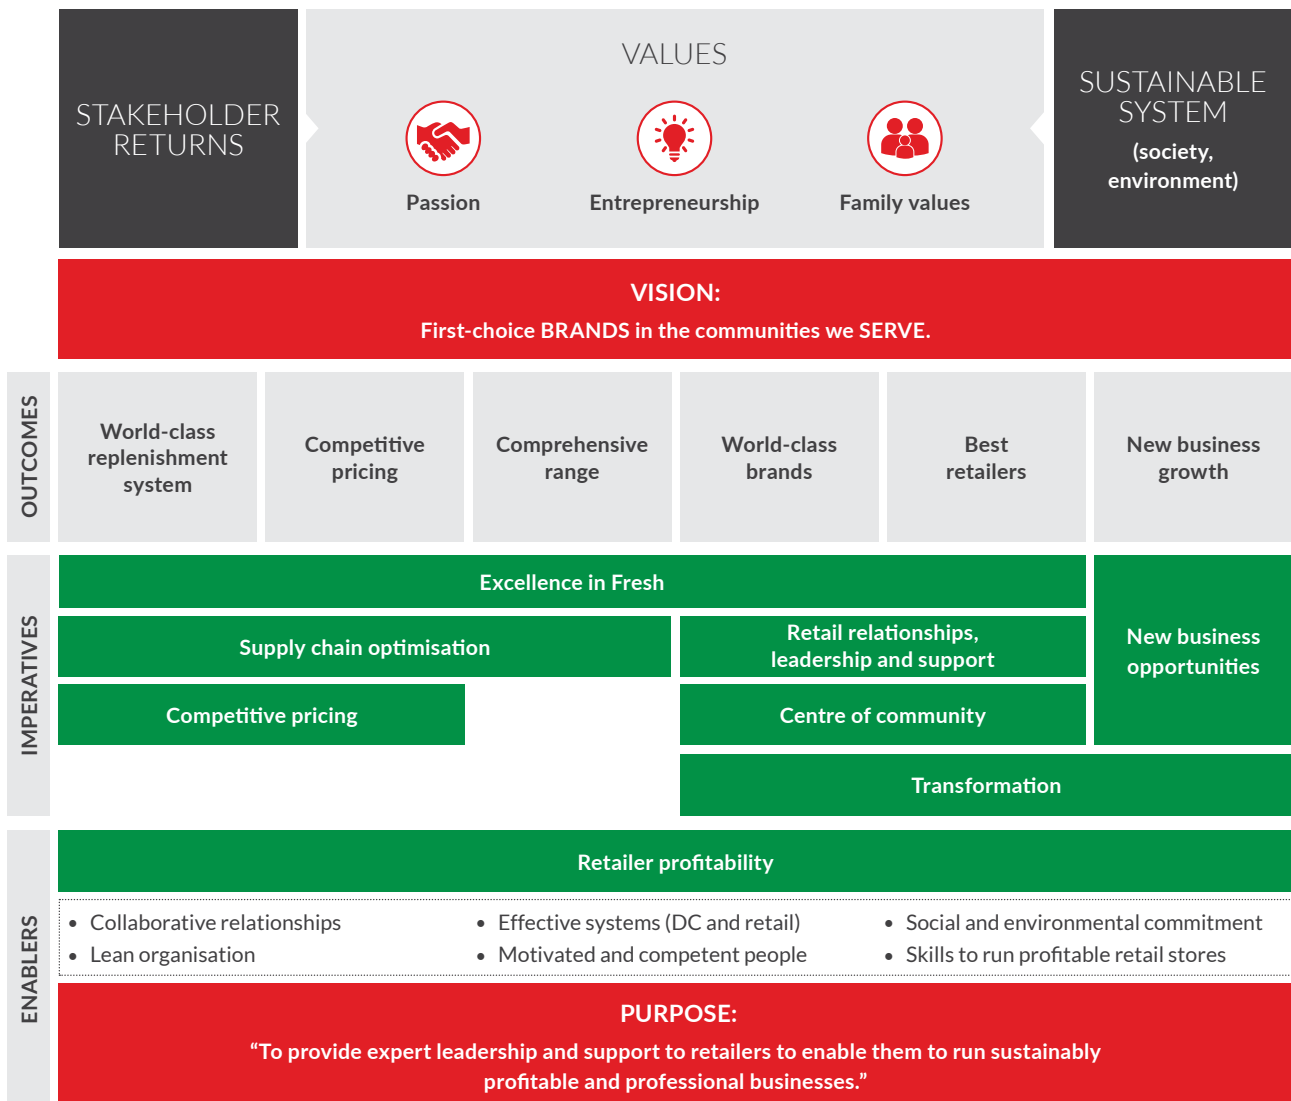 STAKEHOLDER
RETURNS
VALUES
Passion
Entrepreneurship
Family values
SUSTAINABLE
SYSTEM
(society,
environment)
VISION:
First-choice BRANDS in the communities we SERVE.
OUTCOMES
World-class
replenishment
system
Competitive
pricing
Comprehensive
range
World-class
brands
Best
retailers
New business
growth
IMPERATIVES
Excellence in Fresh
Supply chain optimisation
Retail relationships,
leadership and support
New business
opportunities
Competitive pricing
Centre of community
Transformation
ENABLERS
Retailer profitability
• Collaborative relationships
• Lean organisation
• Effective systems (DC and retail)
• Motivated and competent people
• Social and environmental commitment
• Skills to run profitable retail stores
PURPOSE:
“To provide expert leadership and support to retailers to enable them to run sustainably
profitable and professional businesses.”